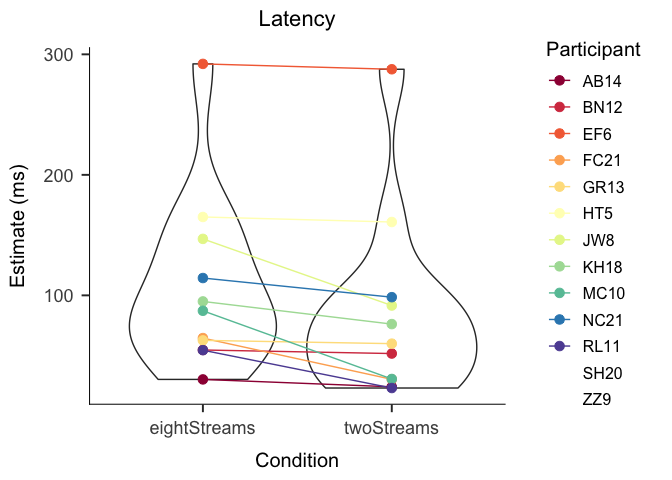 Latency
Estimate (ms)
300
200
100
eightStreams
twoStreams
Condition
Participant
AB14
BN12
EF6
FC21
GR13
HT5
JW8
KH18
MC10
NC21
RL11
SH20
ZZ9